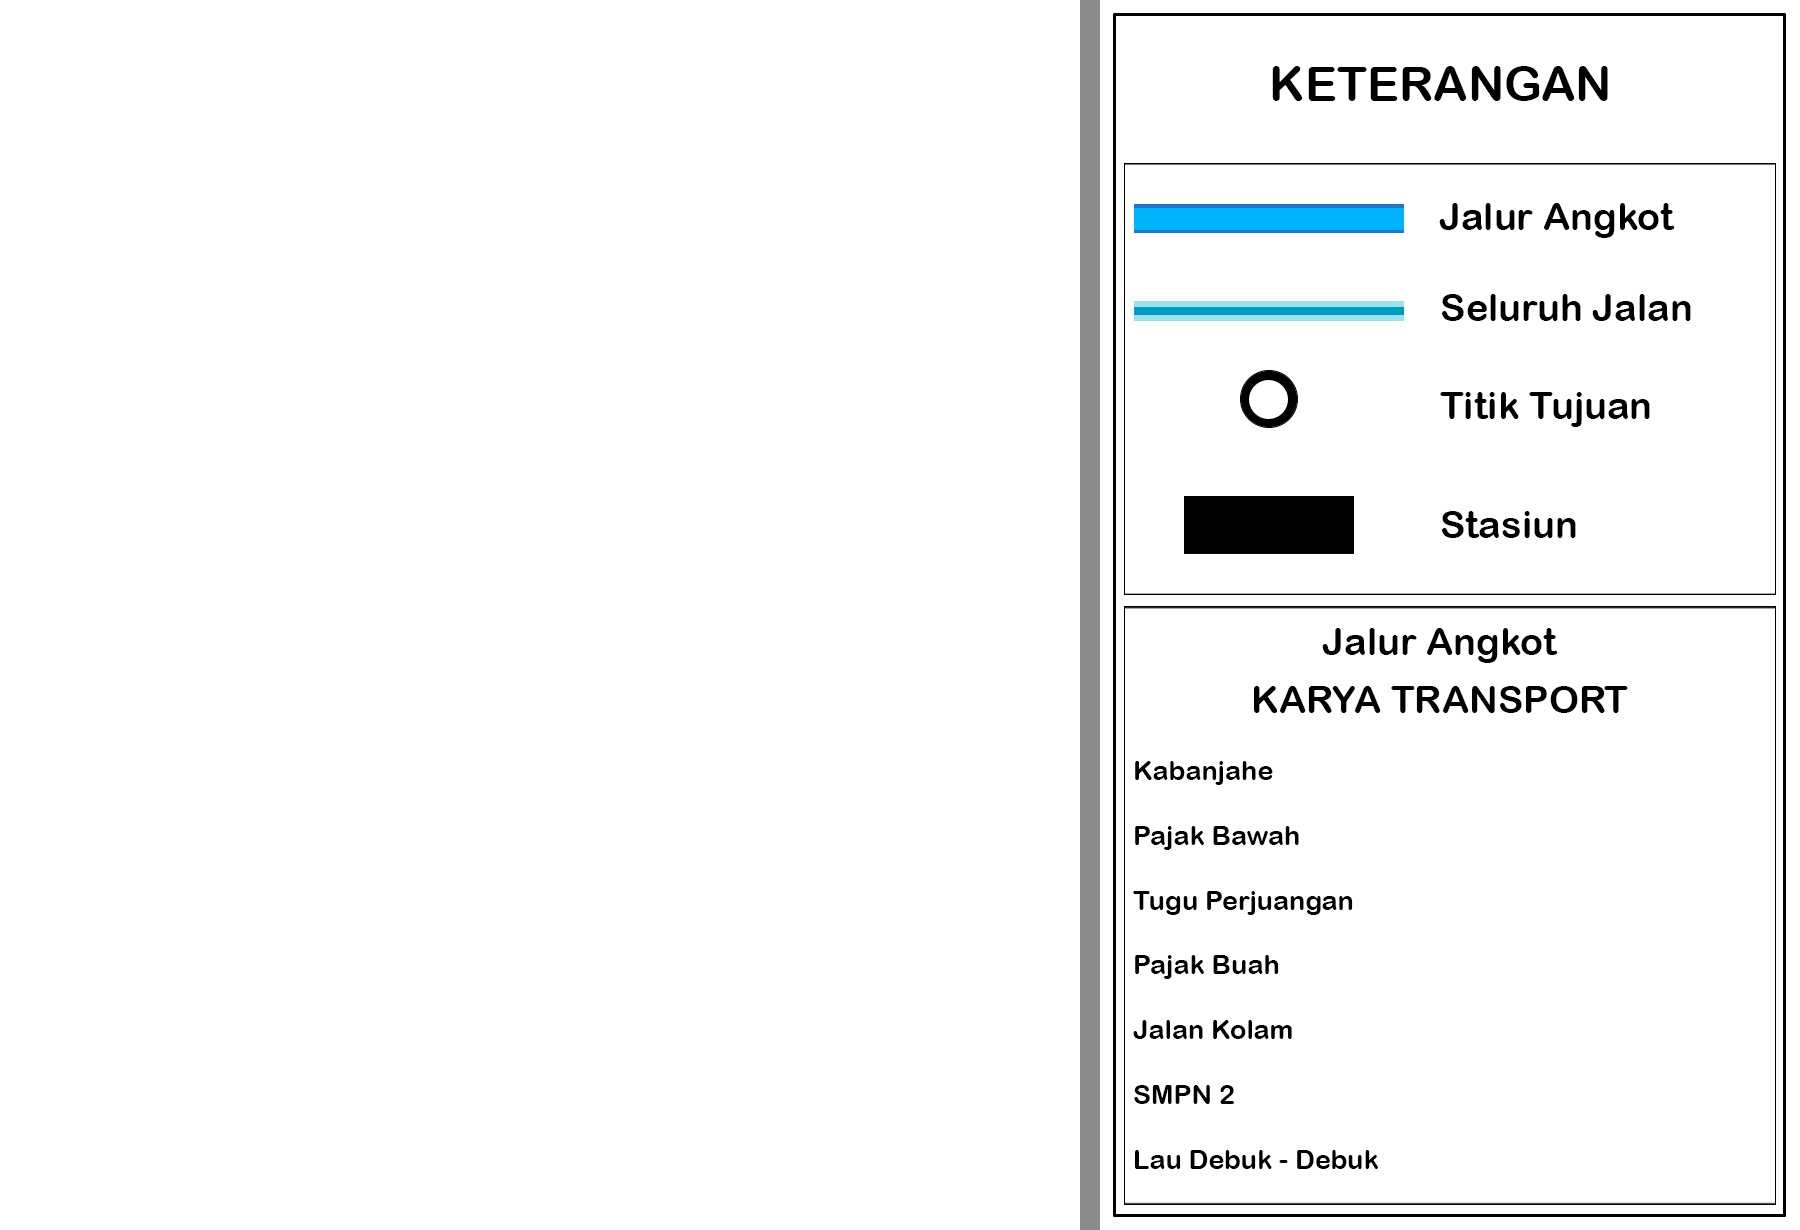 KETERANGAN
Jalur Angkot
Seluruh Jalan
Titik Tujuan
Stasiun
Jalur Angkot
KARYA TRANSPORT
Kabanjahe
Pajak Bawah
Tugu Perjuangan
Pajak Buah
Jalan Kolam
SMPN 2
Lau Debuk - Debuk